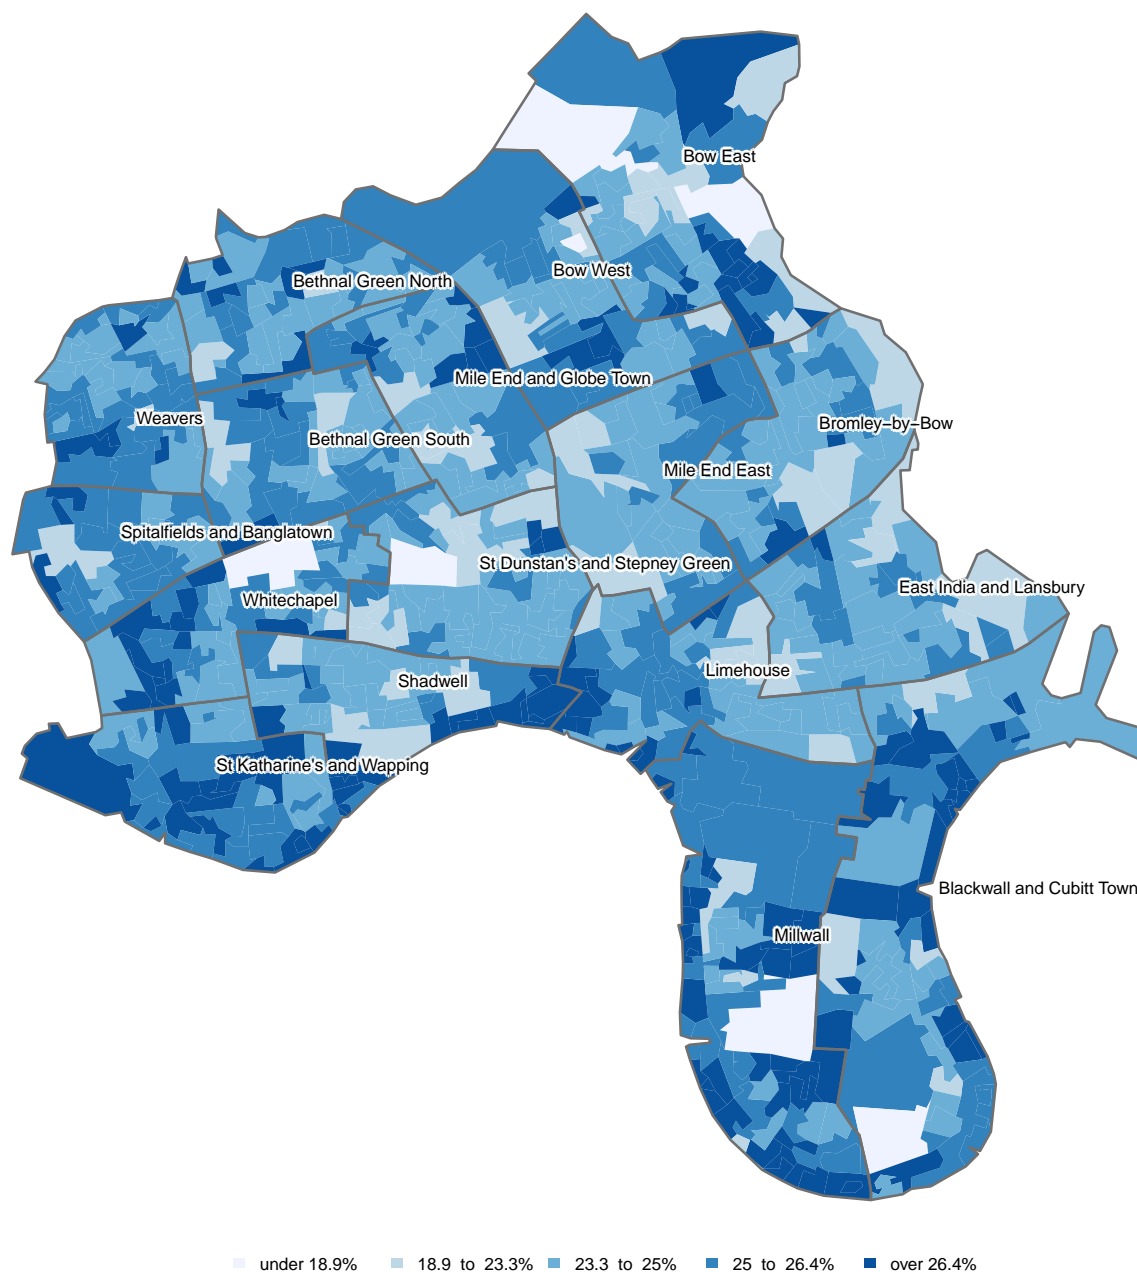 Bow East
Bow West
Bethnal Green North
Mile End and Globe Town
Weavers
Bromley−by−Bow
Bethnal Green South
Mile End East
Spitalfields and Banglatown
St Dunstan's and Stepney Green
East India and Lansbury
Whitechapel
Limehouse
Shadwell
St Katharine's and Wapping
Blackwall and Cubitt Town
Millwall
under 18.9% 18.9 to 23.3% 23.3 to 25% 25 to 26.4% over 26.4%